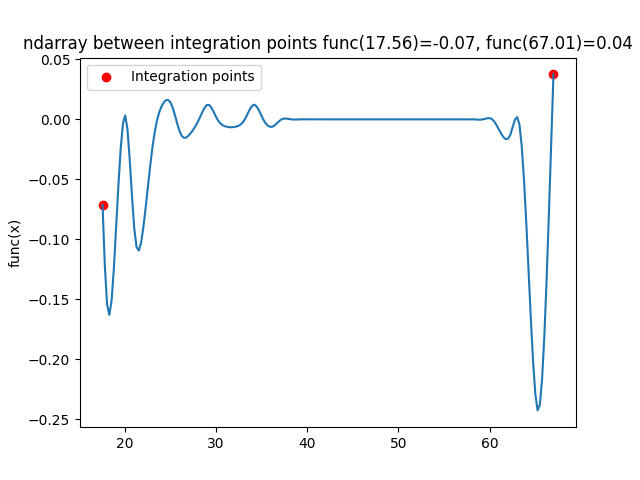 ndarray between integration points func(17.56)=-0.07, func(67.01)=0.04
Integration points
0.05
0.00
−0.05
−0.10
−0.15
−0.20
−0.25
func(x)
20 30 40 50 60